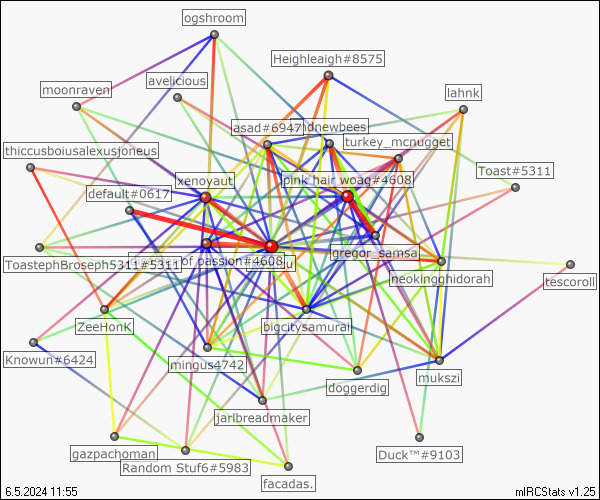 ogshroom
Heighleaigh#8575
avelicious
moonraven
lahnk
asad#6947
ndnewbees
turkey_mcnugget
thiccusboiusalexusjoneus
Toast#5311
xenoyaut
pink hair woag#4608
default#0617
gregor_samsa
ToastephBroseph5311#5311
of passion#4608
neokingghidorah
tescoroll
ZeeHonK
bigcitysamurai
Knowun#6424
mingus4742
mukszi
doggerdig
jarlbreadmaker
gazpachoman
Duck™#9103
Random Stuf6#5983
facadas.
6.5.2024 11:55
mIRCStats v1.25